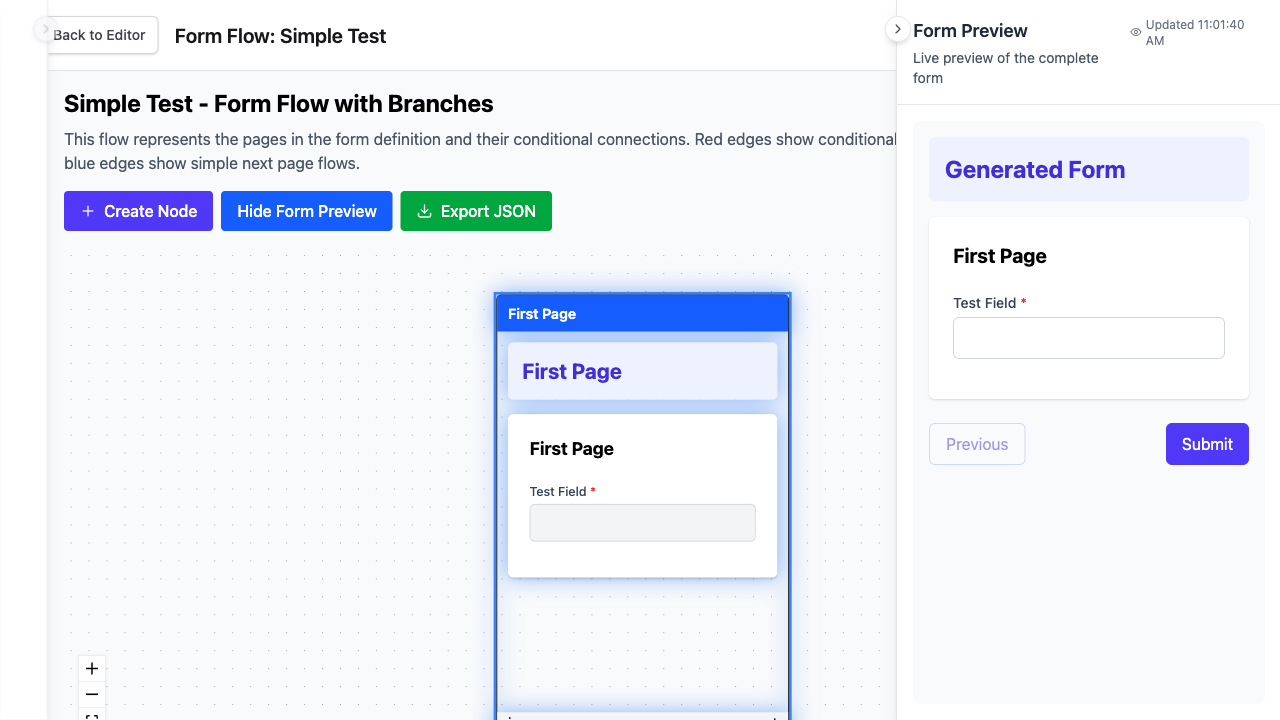 Back to Editor
Form Flow: Simple Test
Simple Test - Form Flow with Branches
This flow represents the pages in the form definition and their conditional connections. Red edges show conditional
blue edges show simple next page flows.
Create Node
Hide Form Preview
Export JSON
First Page
First Page
First Page
Test Field *
Form Preview
Updated 11:01:40
AM
Live preview of the complete
form
Generated Form
First Page
Test Field *
Previous
Submit